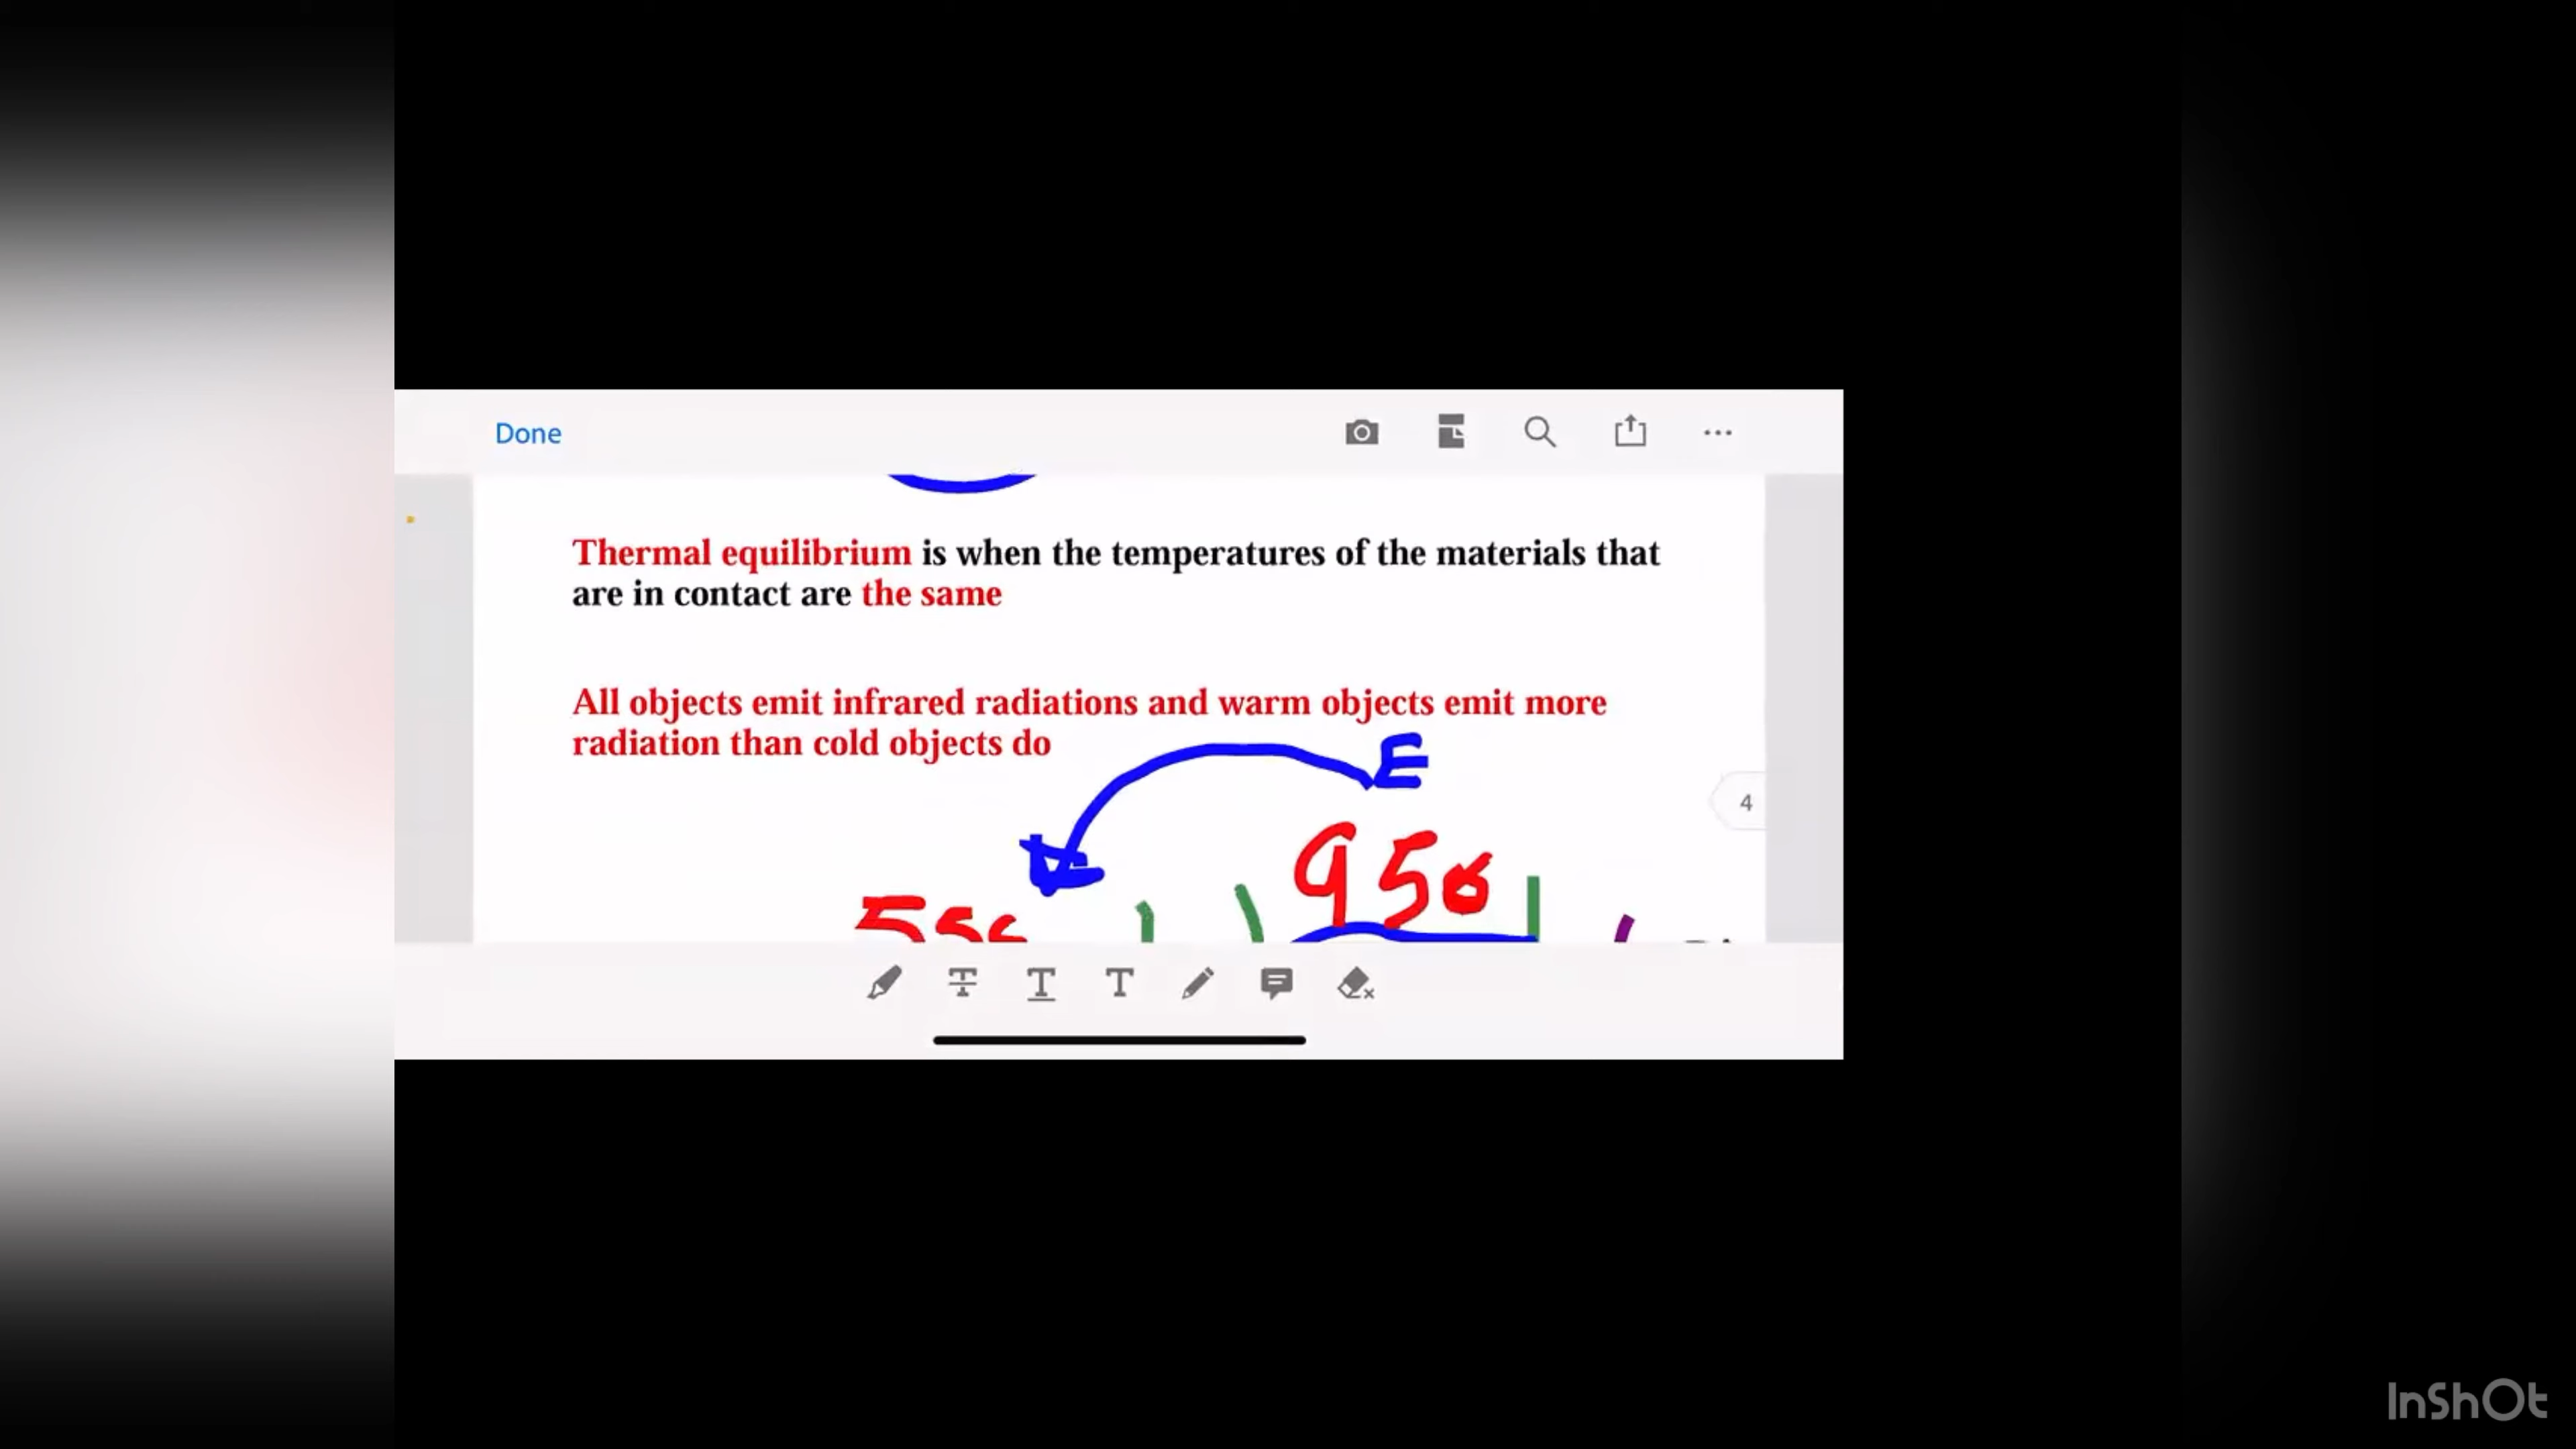 Done
Thermal equilibrium is when the temperatures of the materials that
are in contact are the same
All objects emit infrared radiations and warm objects emit more
radiation than cold objects do
E
4
InShOt